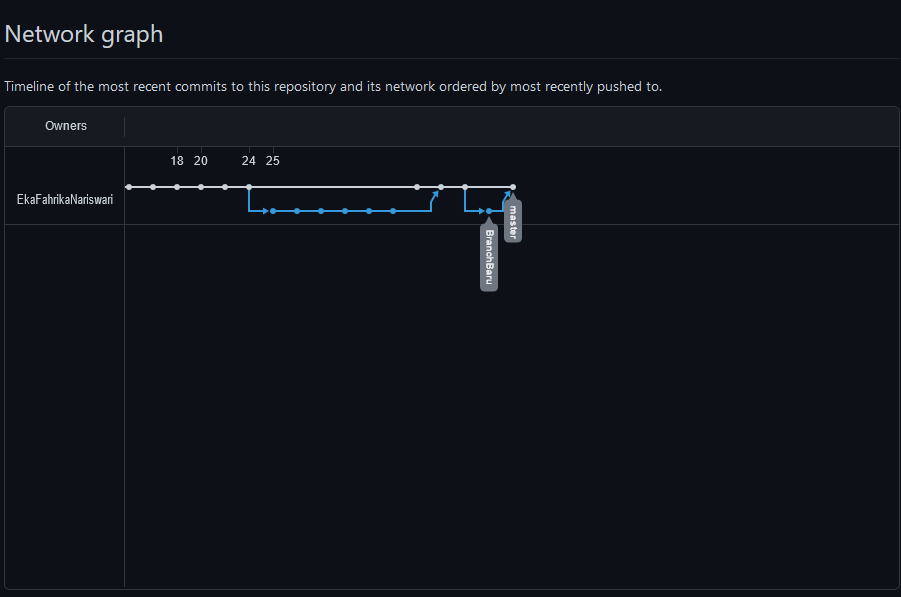 Network graph
Timeline of the most recent commits to this repository and its network ordered by most recently pushed to.
Owners
18 20 24 25
EkaFahrikaNariswari
master
BranchBaru